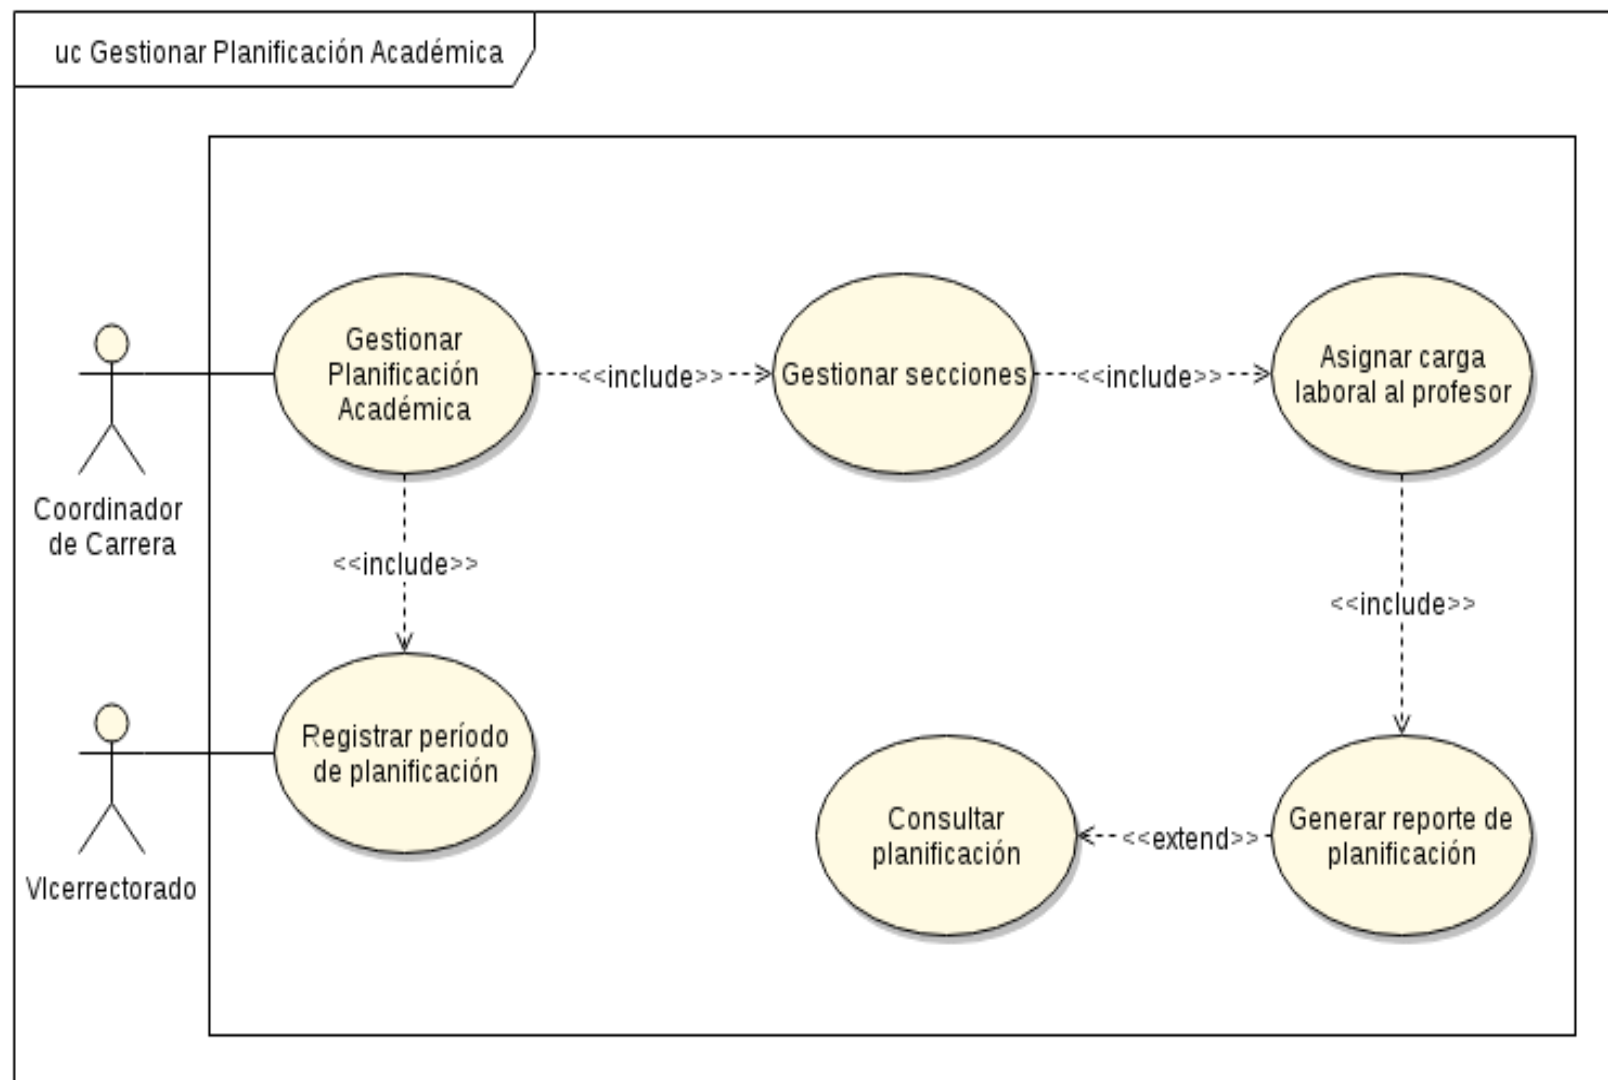 uc Gestionar Planificación Académica
Gestionar
Planificación
Académica
<<include>>
Gestionar secciones
<<include>>
Asignar carga
laboral al profesor
Coordinador
de Carrera
<<include>>
<<include>>
Registrar período
de planificación
VIcerrectorado
Consultar
planificación
<<extend>>
Generar reporte de
planificación